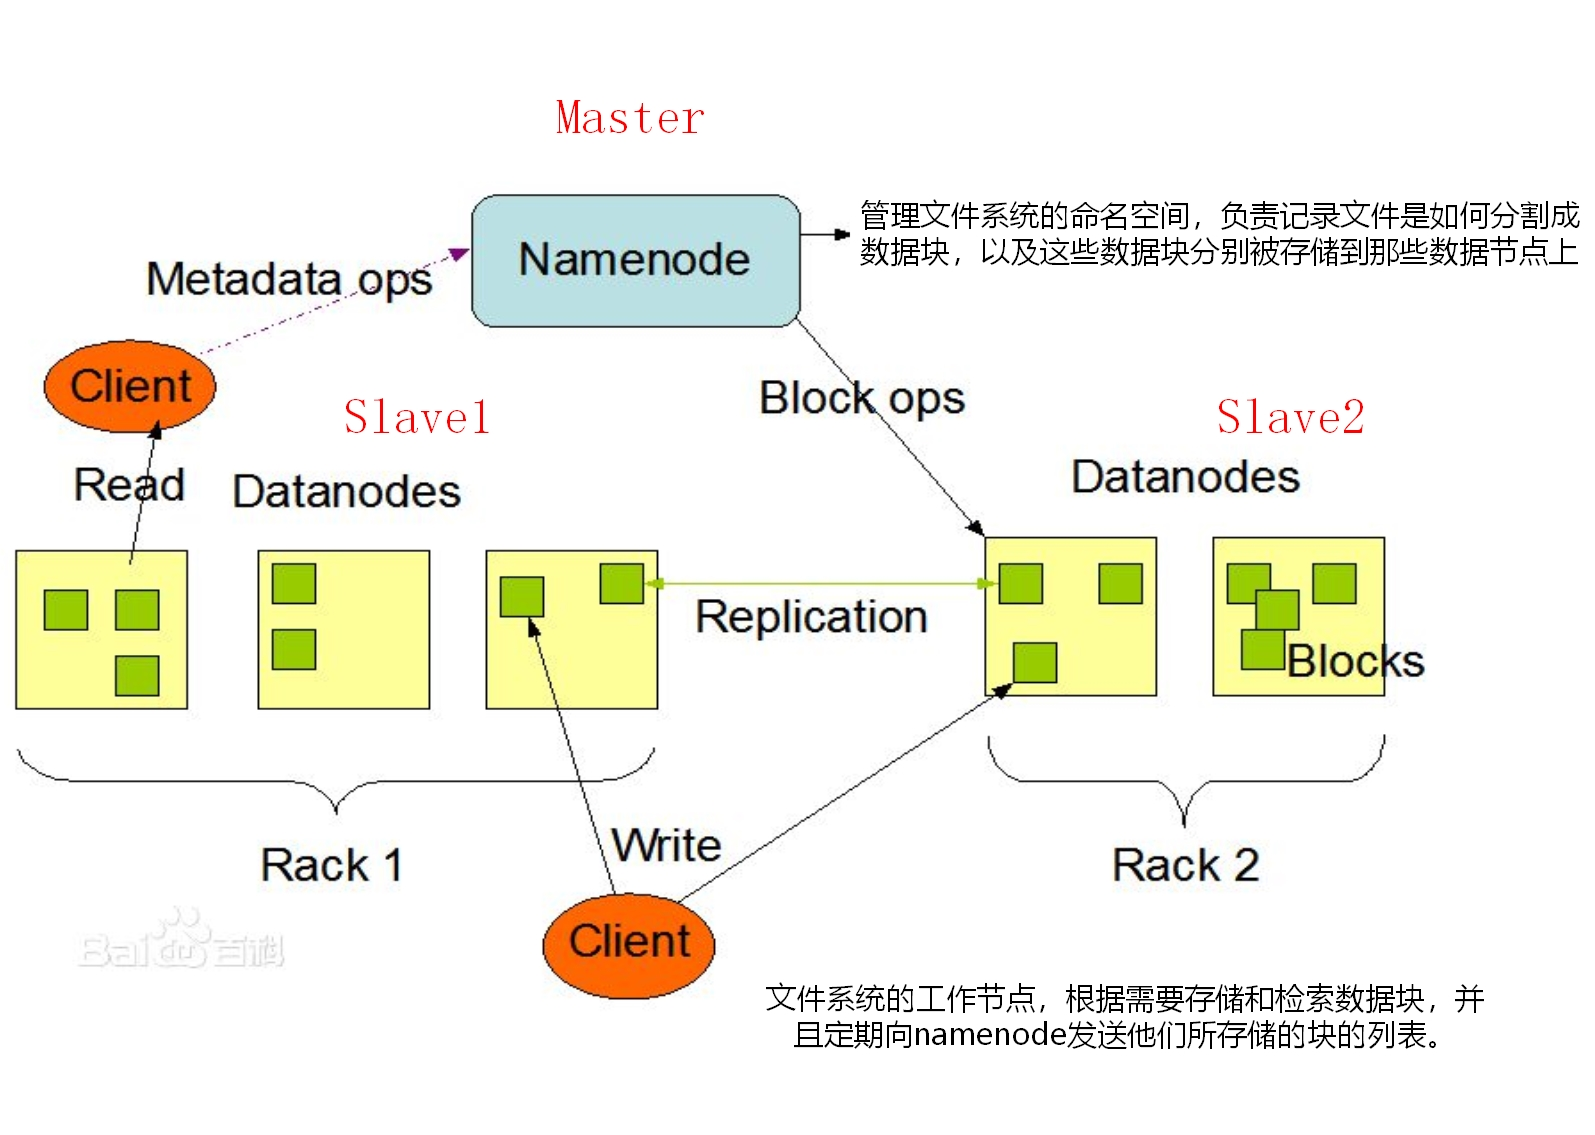 Master
Namenode
管理文件系统的命名空间，负责记录文件是如何分割成
数据块，以及这些数据块分别被存储到那些数据节点上
Metadata ops
Client
Block ops
Slave1
Slave2
Read
Datanodes
Datanodes
Replication
Blocks
Rack 1
Write
Rack 2
Client
Bai百科
文件系统的工作节点，根据需要存储和检索数据块，并
且定期向namenode发送他们所存储的块的列表。